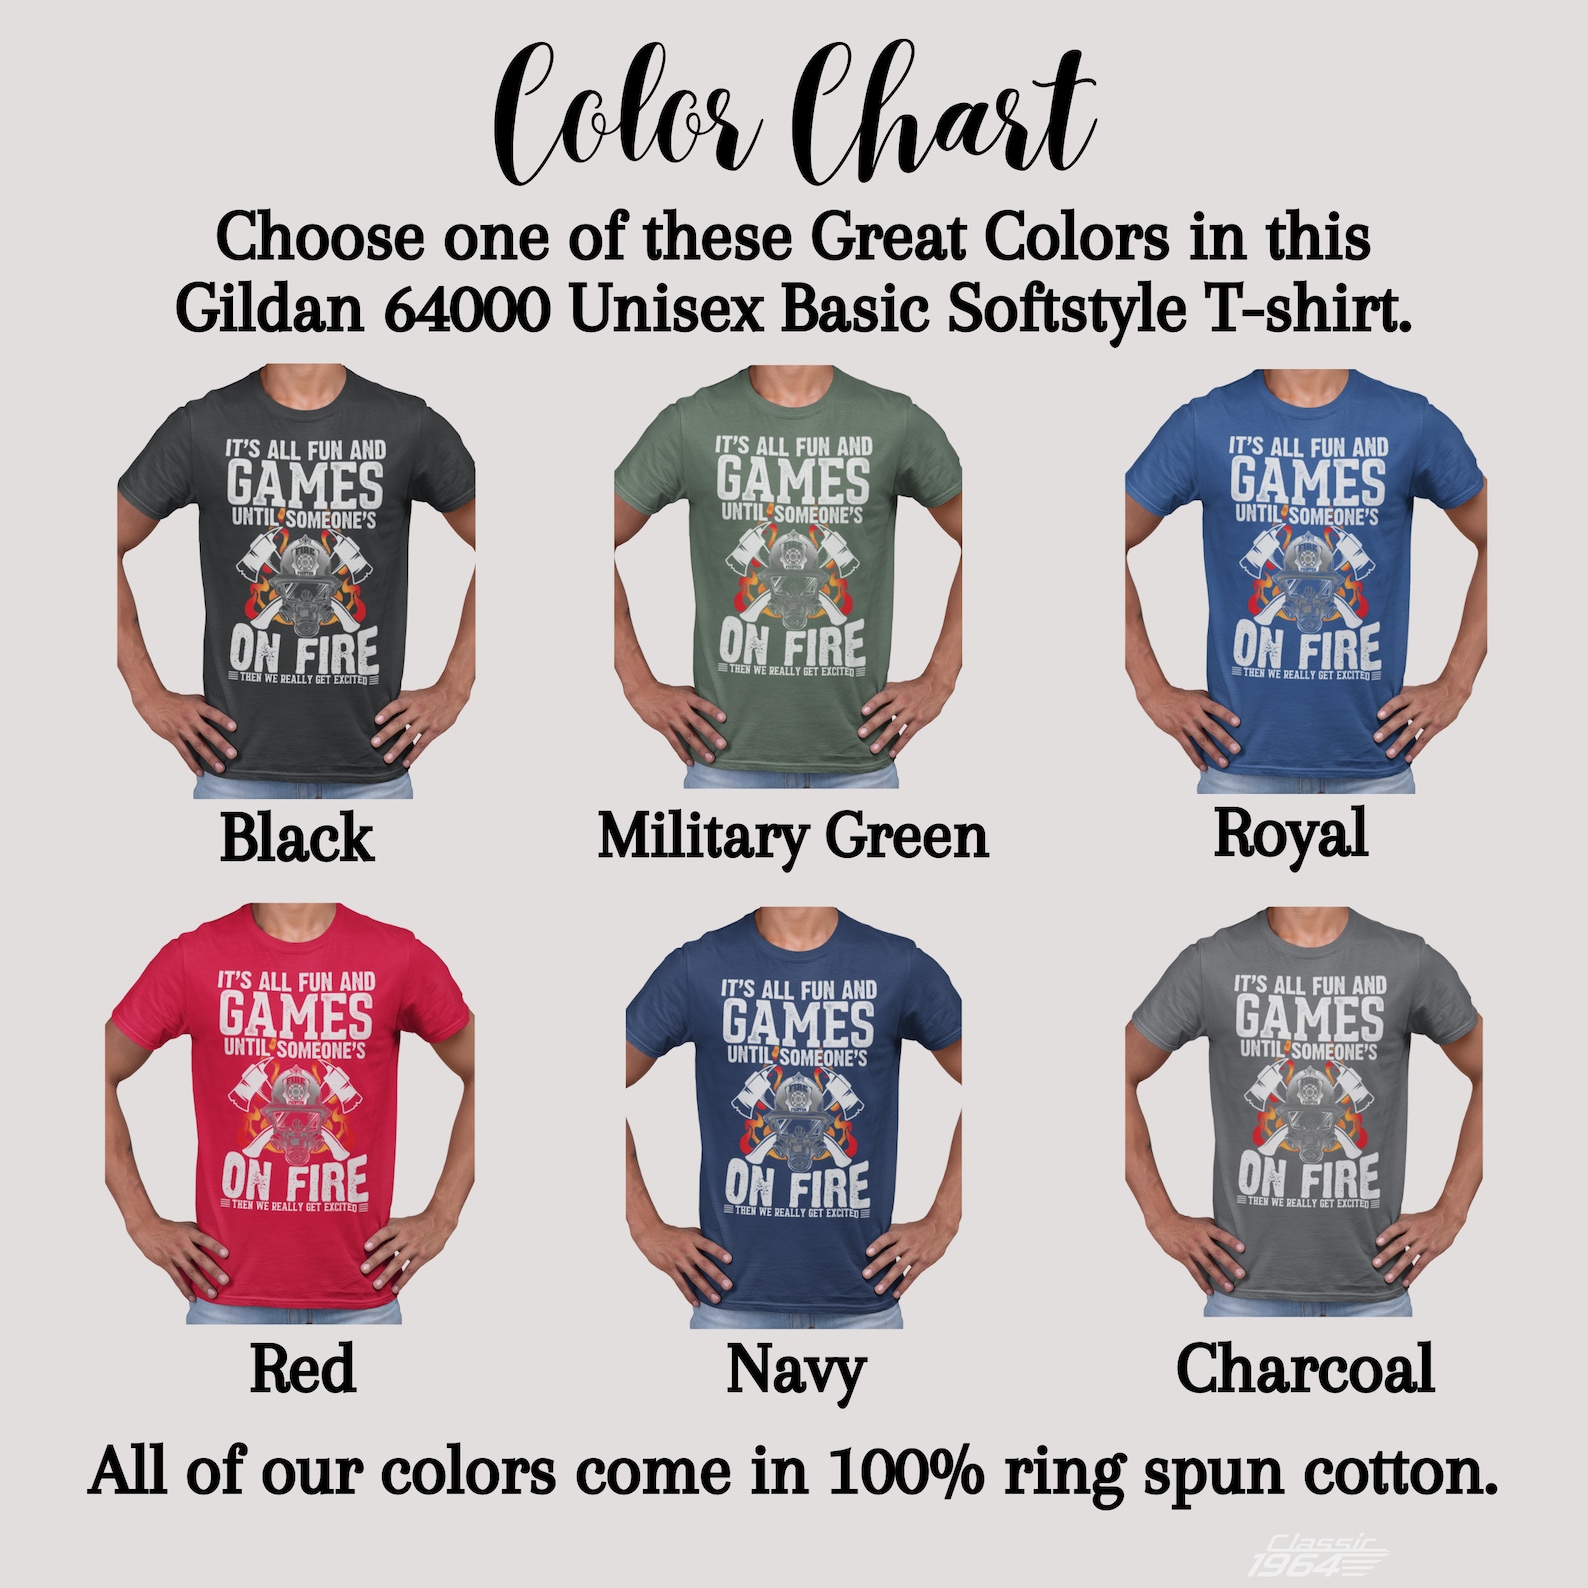 Color Chart
Choose one of these Great Colors in this
Gildan 64000 Unisex Basic Softstyle T-shirt.
IT'S ALL FUN AND
GAMES
UNTIL SOMEONE'S
FIRE
ON FIRE
THEN WE REALLY GET EXCITED
Black
IT'S ALL FUN AND
GAMES
UNTIL SOMEONE'S
FIRE
ON FIRE
THEN WE REALLY GET EXCITED
Military Green
IT'S ALL FUN AND
GAMES
UNTIL SOMEONE'S
FIRE
ON FIRE
THEN WE REALLY GET EXCITED
Royal
IT'S ALL FUN AND
GAMES
UNTIL SOMEONE'S
FIRE
ON FIRE
THEN WE REALLY GET EXCITED
Red
IT'S ALL FUN AND
GAMES
UNTIL SOMEONE'S
FIRE
ON FIRE
THEN WE REALLY GET EXCITED
Navy
IT'S ALL FUN AND
GAMES
UNTIL SOMEONE'S
FIRE
ON FIRE
THEN WE REALLY GET EXCITED
Charcoal
All of our colors come in 100% ring spun cotton.
Classic
1964